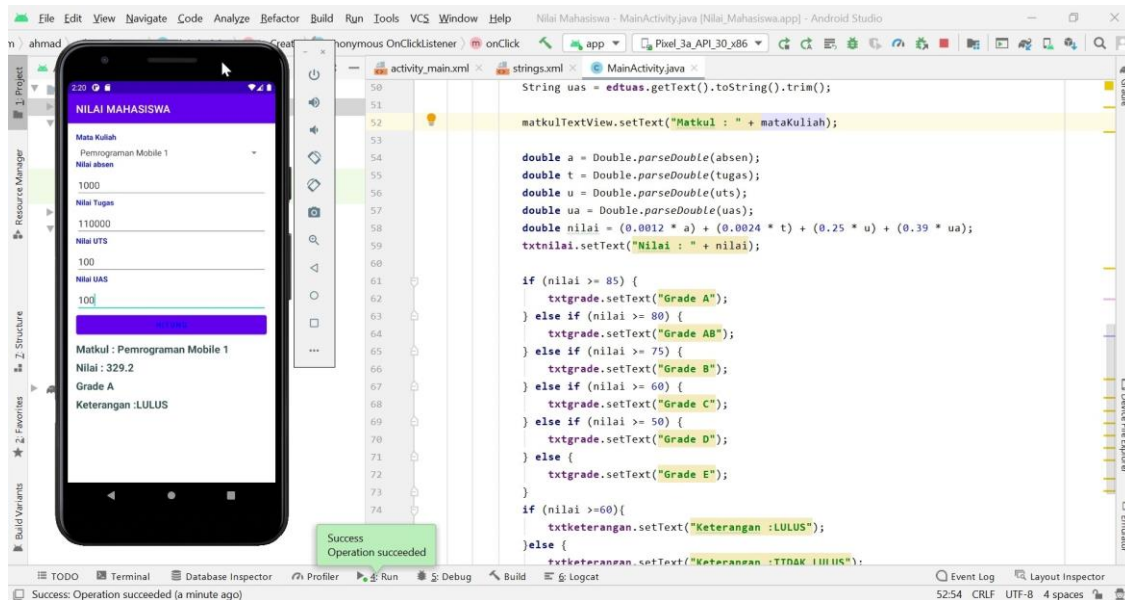 File Edit View Navigate Code Analyze Refactor Build Run Tools VCS Window Help Nilai Mahasiswa - MainActivity.java [Nilai_Mahasiswa.app] - Android Studio
ahmad onymous OnClickListener onClick app Pixel_3a_API_30_x86
activity_main.xml strings.xml MainActivity.java
1: Project
Resource Manager
Z: Structure
2: Favorites
Build Variants
Gradle
Device File Explorer
Emulator
2:20
NILAI MAHASISWA
Mata Kuliah
Pemrograman Mobile 1
Nilai absen
1000
Nilai Tugas
110000
Nilai UTS
100
Nilai UAS
100
Matkul : Pemrograman Mobile 1
Nilai : 329.2
Grade A
Keterangan :LULUS
50 String uas = edtuas.getText().toString().trim();
51
52 matkulTextView.setText("Matkul : " + mataKuliah);
53
54 double a = Double.parseDouble(absen);
55 double t = Double.parseDouble(tugas);
56 double u = Double.parseDouble(uts);
57 double ua = Double.parseDouble(uas);
58 double nilai = (0.0012 * a) + (0.0024 * t) + (0.25 * u) + (0.39 * ua);
59 txtnilai.setText("Nilai : " + nilai);
60
61 if (nilai >= 85) {
62 txtgrade.setText("Grade A");
63 } else if (nilai >= 80) {
64 txtgrade.setText("Grade AB");
65 } else if (nilai >= 75) {
66 txtgrade.setText("Grade B");
67 } else if (nilai >= 60) {
68 txtgrade.setText("Grade C");
69 } else if (nilai >= 50) {
70 txtgrade.setText("Grade D");
71 } else {
72 txtgrade.setText("Grade E");
73 }
74 if (nilai >=60){
txtketerangan.setText("Keterangan :LULUS");
}else {
txtketerangan.setText("Keterangan :TIDAK LULUS");
Success
Operation succeeded
TODO Terminal Database Inspector Profiler 4: Run 5: Debug Build 6: Logcat Event Log Layout Inspector
Success: Operation succeeded (a minute ago) 52:54 CRLF UTF-8 4 spaces